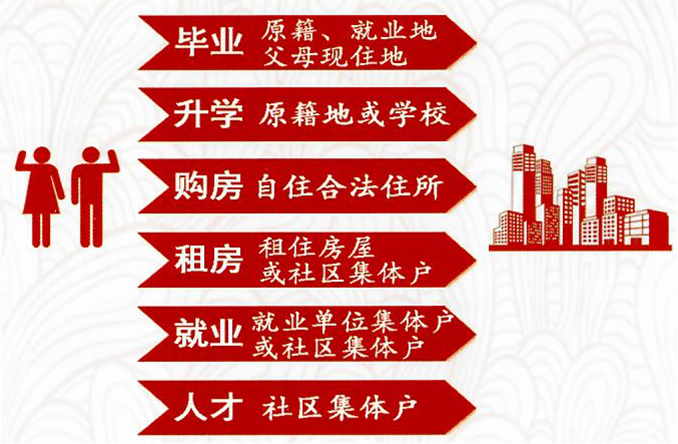 毕业 原籍、就业地
父母现住地
升学 原籍地或学校
购房 自住合法住所
租房 租住房屋
或社区集体户
就业 就业单位集体户
或社区集体户
人才 社区集体户